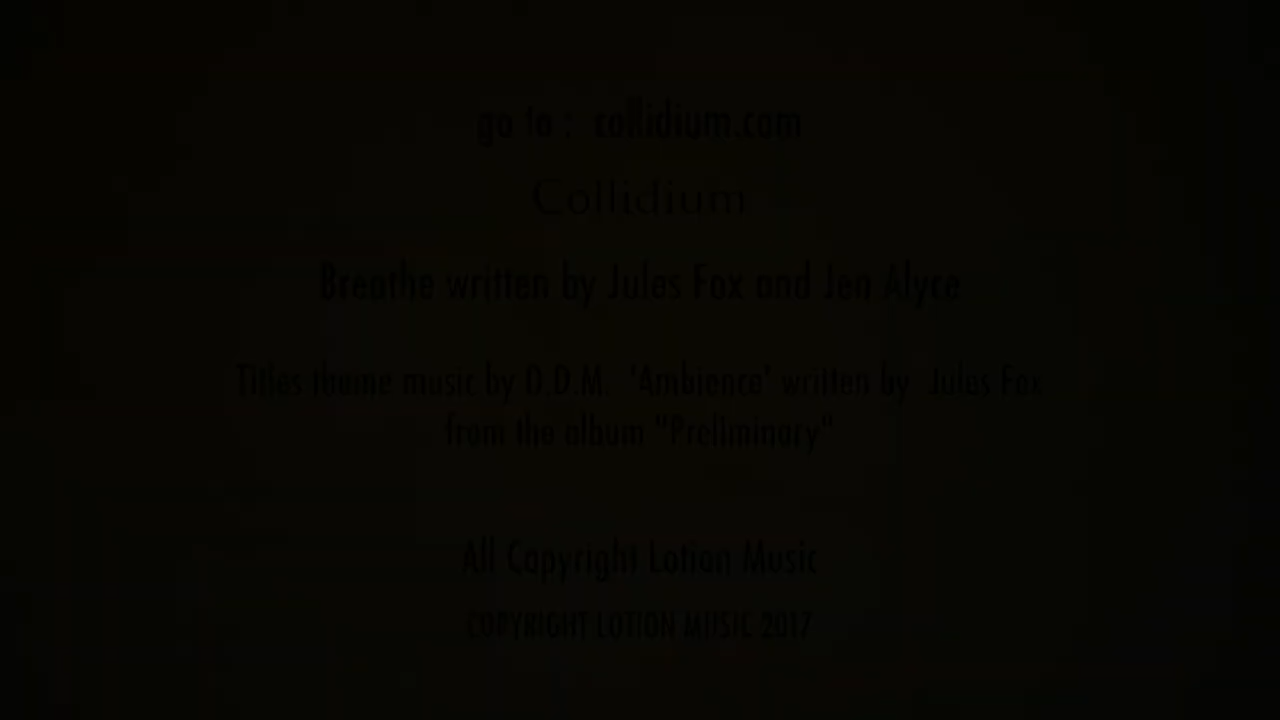 go to : collidium.com
Collidium
Breathe written by Jules Fox and Jen Alyce
Titles theme music by O.D.M. 'Ambience' written by Jules Fox
from the album "Preliminary"
All Copyright Lotion Music
COPYRIGHT LOTION MUSIC 2017